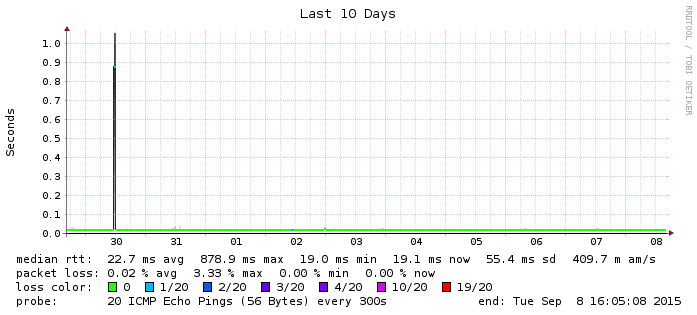 Last 10 Days
RRDTOOL / TOBI OETIKER
Seconds
1.0
0.9
0.8
0.7
0.6
0.5
0.4
0.3
0.2
0.1
0.0
30 31 01 02 03 04 05 06 07 08
median rtt: 22.7 ms avg 878.9 ms max 19.0 ms min 19.1 ms now 55.4 ms sd 409.7 m am/s
packet loss: 0.02 % avg 3.33 % max 0.00 % min 0.00 % now
loss color: 0 1/20 2/20 3/20 4/20 10/20 19/20
probe: 20 ICMP Echo Pings (56 Bytes) every 300s end: Tue Sep 8 16:05:08 2015